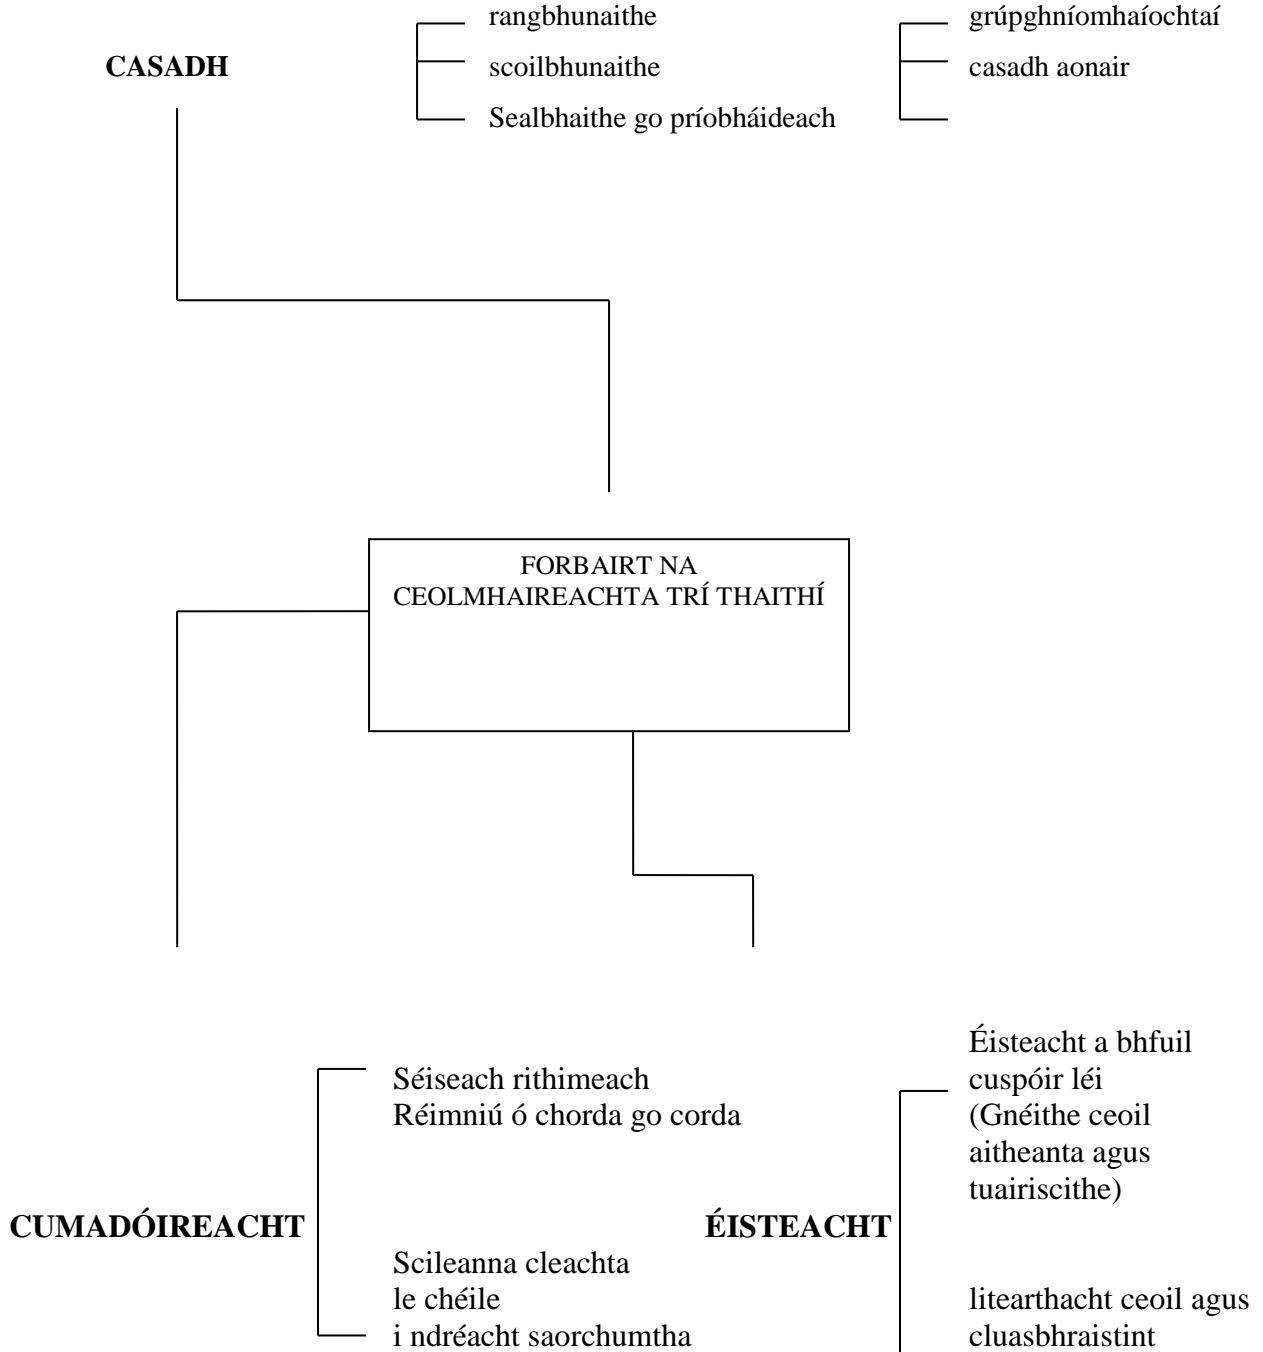 rangbhunaithe
grúpghníomhaíochtaí
CASADH
scoilbhunaithe
casadh aonair
Sealbhaithe go príobháideach
FORBAIRT NA
CEOLMHAIREACHTA TRÍ THAITHÍ
Séiseach rithimeach
Réimniú ó chorda go corda
CUMADÓIREACHT
Scileanna cleachta
le chéile
i ndréacht saorchumtha
Éisteacht a bhfuil
cuspóir léi
(Gnéithe ceoil
aitheanta agus
tuairiscithe)
ÉISTEACHT
litearthacht ceoil agus
cluasbhraistint